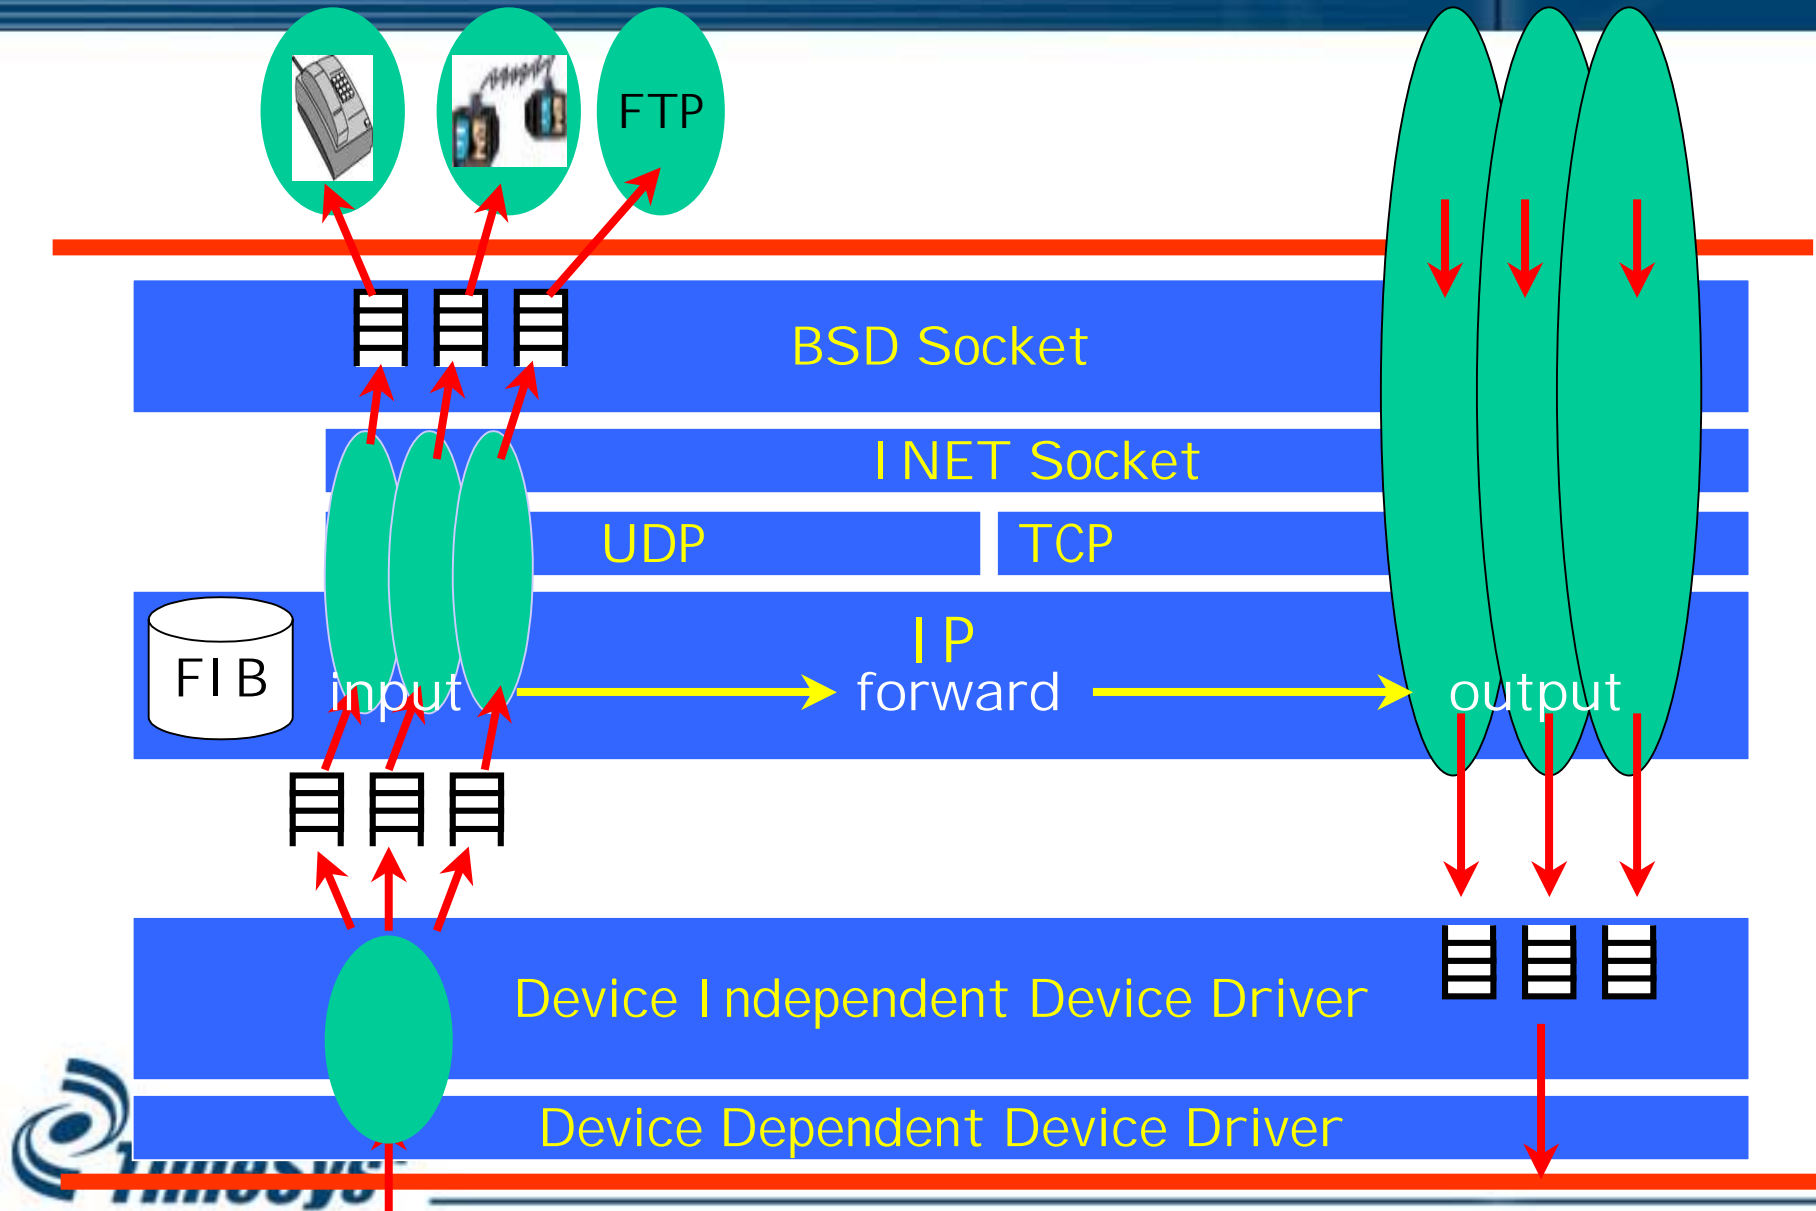 FTP
BSD Socket
INET Socket
UDP TCP
IP
FIB
input forward output
Device Independent Device Driver
Device Dependent Device Driver
TimeSys